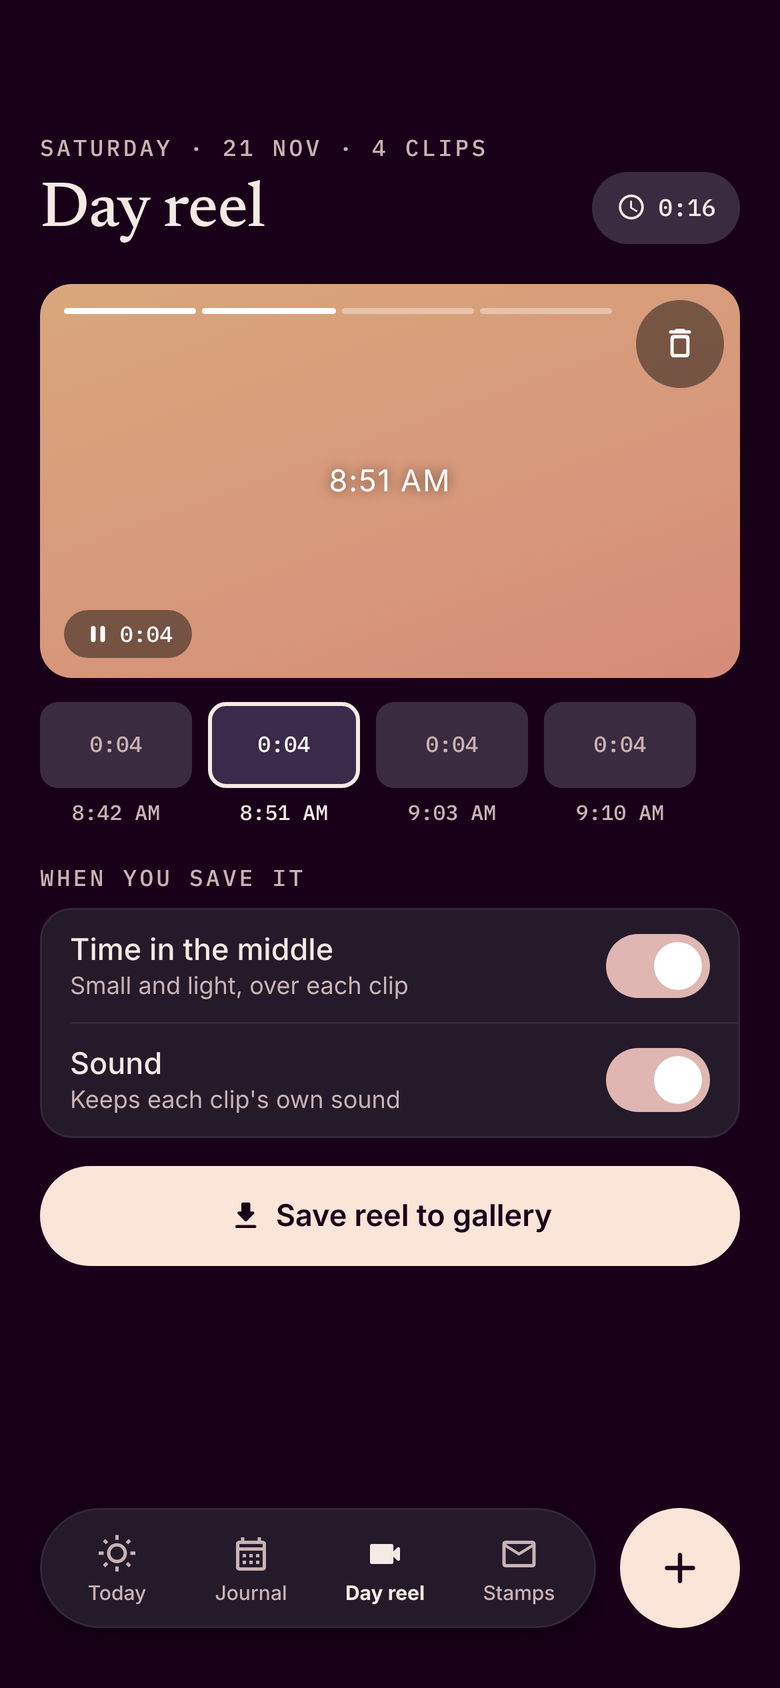 SATURDAY · 21 NOV · 4 CLIPS
Day reel
0:16
8:51 AM
0:04
0:04 0:04 0:04 0:04
8:42 AM 8:51 AM 9:03 AM 9:10 AM
WHEN YOU SAVE IT
Time in the middle
Small and light, over each clip
Sound
Keeps each clip's own sound
Save reel to gallery
Today Journal Day reel Stamps